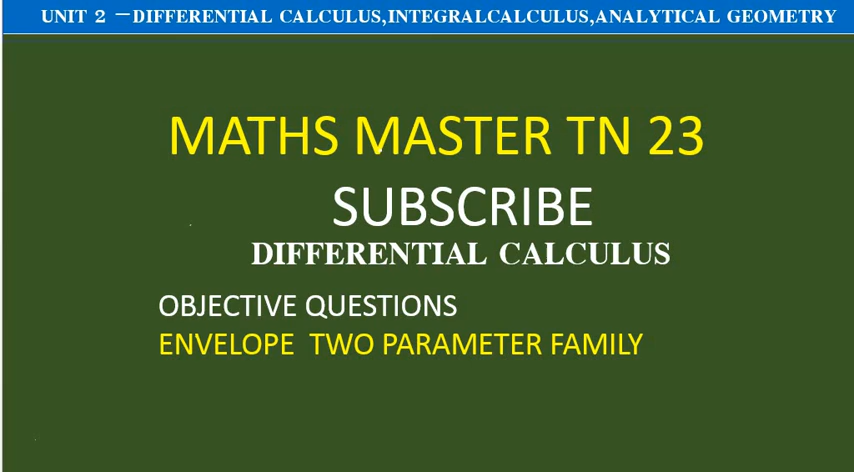 UNIT 2 – DIFFERENTIAL CALCULUS,INTEGRALCALCULUS,ANALYTICAL GEOMETRY
MATHS MASTER TN 23
SUBSCRIBE
DIFFERENTIAL CALCULUS
OBJECTIVE QUESTIONS
ENVELOPE TWO PARAMETER FAMILY